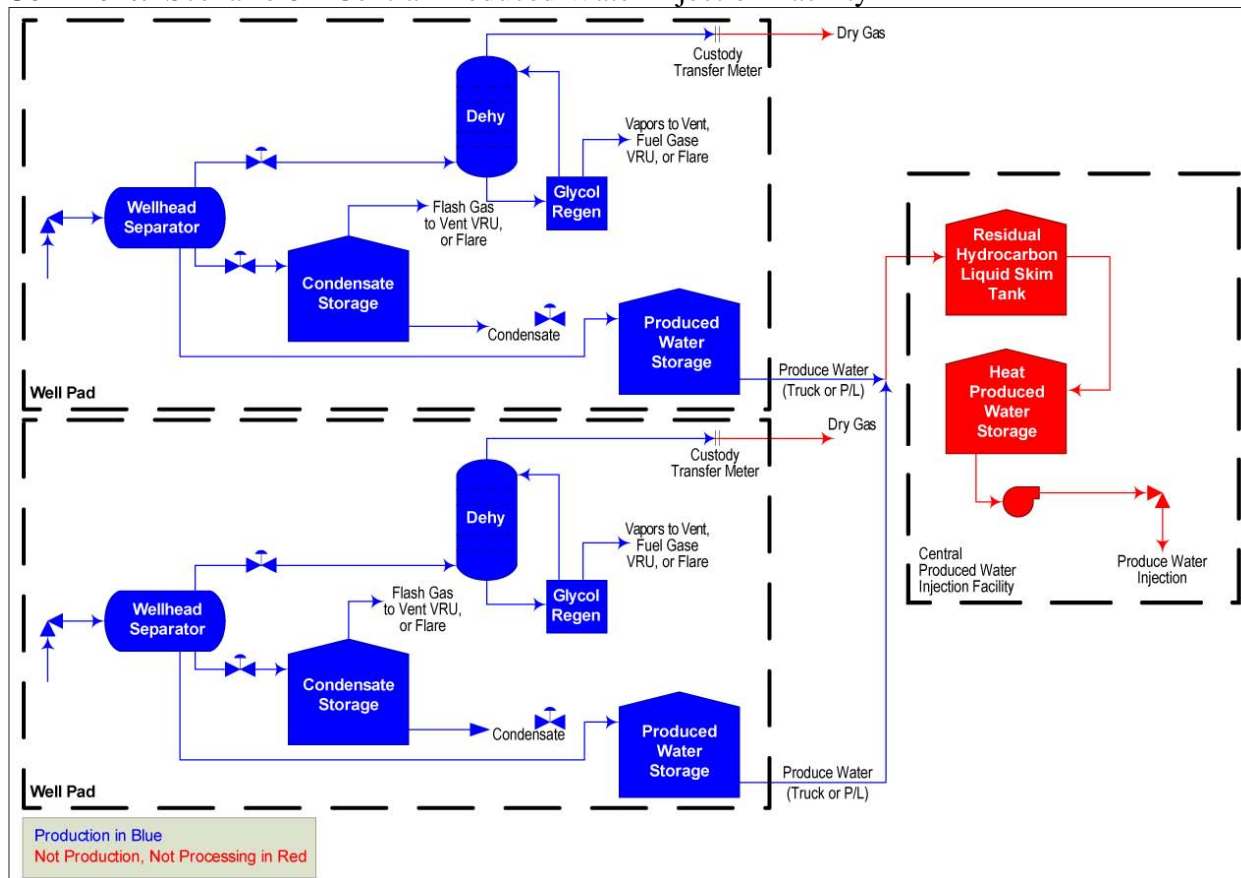 Dry Gas
Custody
Transfer Meter
Dehy
Vapors to Vent,
Fuel Gase
VRU, or Flare
Glycol
Regen
Wellhead
Separator
Flash Gas
to Vent VRU,
or Flare
Condensate
Storage
Condensate
Produced
Water
Storage
Well Pad
Produce Water
(Truck or P/L)
Dry Gas
Custody
Transfer Meter
Dehy
Vapors to Vent,
Fuel Gase
VRU, or Flare
Glycol
Regen
Wellhead
Separator
Flash Gas
to Vent VRU,
or Flare
Condensate
Storage
Condensate
Produced
Water
Storage
Well Pad
Produce Water
(Truck or P/L)
Residual
Hydrocarbon
Liquid Skim
Tank
Heat
Produced
Water
Storage
Central
Produced Water
Injection Facility
Produce Water
Injection
Production in Blue
Not Production, Not Processing in Red